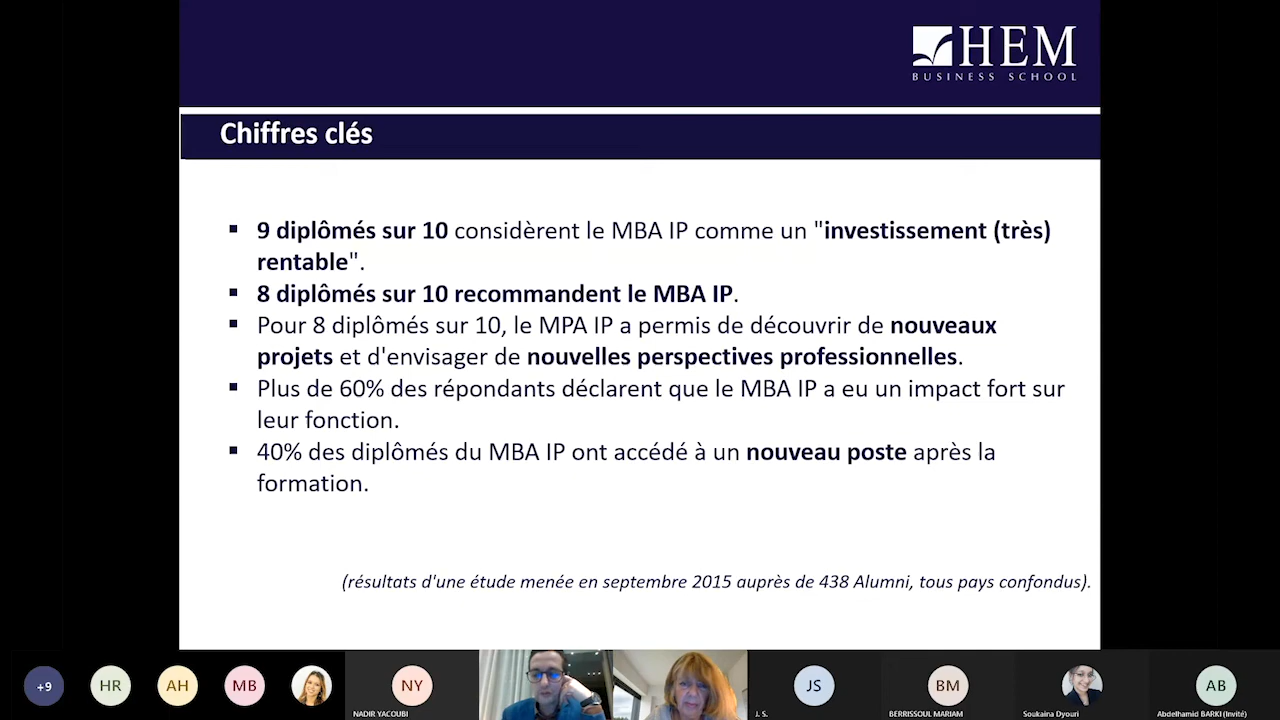 HEM
BUSINESS SCHOOL
Chiffres clés
▪ 9 diplômés sur 10 considèrent le MBA IP comme un "investissement (très)
rentable".
▪ 8 diplômés sur 10 recommandent le MBA IP.
▪ Pour 8 diplômés sur 10, le MPA IP a permis de découvrir de nouveaux
projets et d'envisager de nouvelles perspectives professionnelles.
▪ Plus de 60% des répondants déclarent que le MBA IP a eu un impact fort sur
leur fonction.
▪ 40% des diplômés du MBA IP ont accédé à un nouveau poste après la
formation.
(résultats d'une étude menée en septembre 2015 auprès de 438 Alumni, tous pays confondus).
+9
HR
AH
MB
NY
JS
BM
AB
NADIR YACOUBI
J. S.
BERRISSOUL MARIAM
Soukaina Dyouri
Abdelhamid BARKI (Invité)